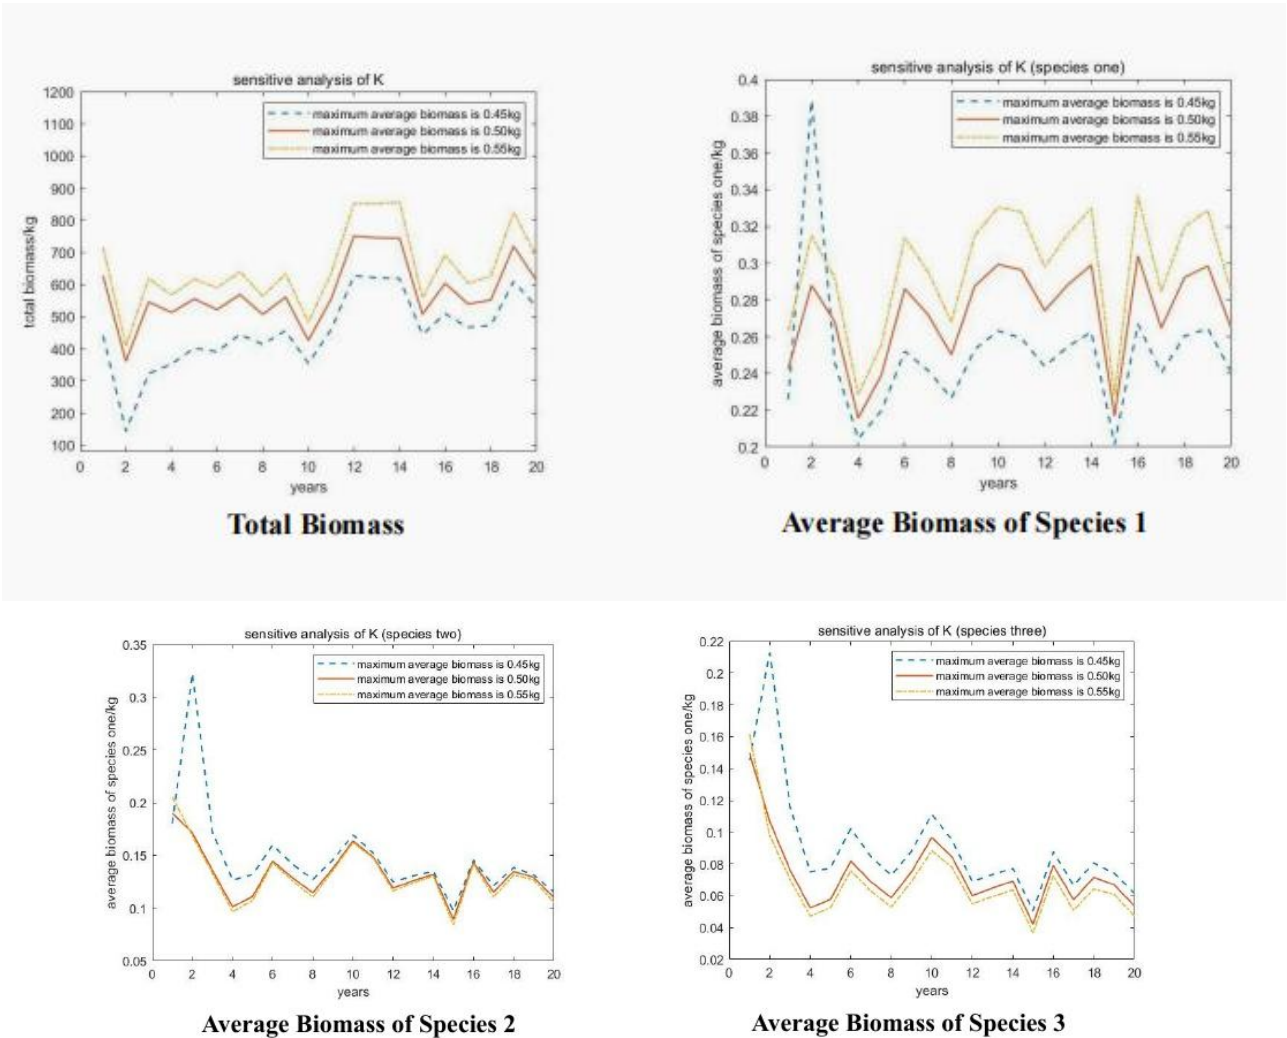 sensitive analysis of K
1200
1100
1000
900
800
700
600
500
400
300
200
100
total biomass/kg
maximum average biomass is 0.45kg
maximum average biomass is 0.50kg
maximum average biomass is 0.55kg
0 2 4 6 8 10 12 14 16 18 20
years
Total Biomass
sensitive analysis of K (species one)
0.4
0.38
0.36
0.34
0.32
0.3
0.28
0.26
0.24
0.22
0.2
average biomass of species one/kg
maximum average biomass is 0.45kg
maximum average biomass is 0.50kg
maximum average biomass is 0.55kg
0 2 4 6 8 10 12 14 16 18 20
years
Average Biomass of Species 1
sensitive analysis of K (species two)
0.35
0.3
0.25
0.2
0.15
0.1
0.05
average biomass of species one/kg
maximum average biomass is 0.45kg
maximum average biomass is 0.50kg
maximum average biomass is 0.55kg
0 2 4 6 8 10 12 14 16 18 20
years
Average Biomass of Species 2
sensitive analysis of K (species three)
0.22
0.2
0.18
0.16
0.14
0.12
0.1
0.08
0.06
0.04
0.02
average biomass of species one/kg
maximum average biomass is 0.45kg
maximum average biomass is 0.50kg
maximum average biomass is 0.55kg
0 2 4 6 8 10 12 14 16 18 20
years
Average Biomass of Species 3